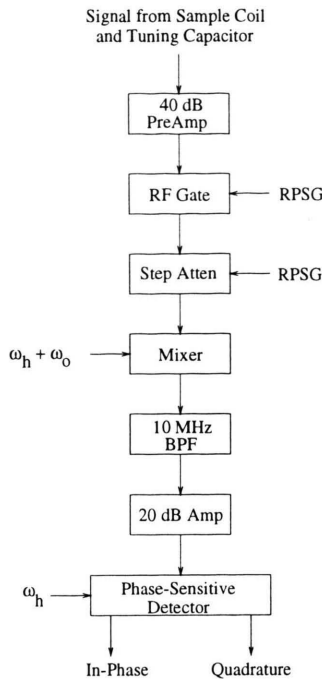 Signal from Sample Coil
and Tuning Capacitor
40 dB
PreAmp
RF Gate
RPSG
Step Atten
RPSG
ωh + ωo
Mixer
10 MHz
BPF
20 dB Amp
ωh
Phase-Sensitive
Detector
In-Phase
Quadrature